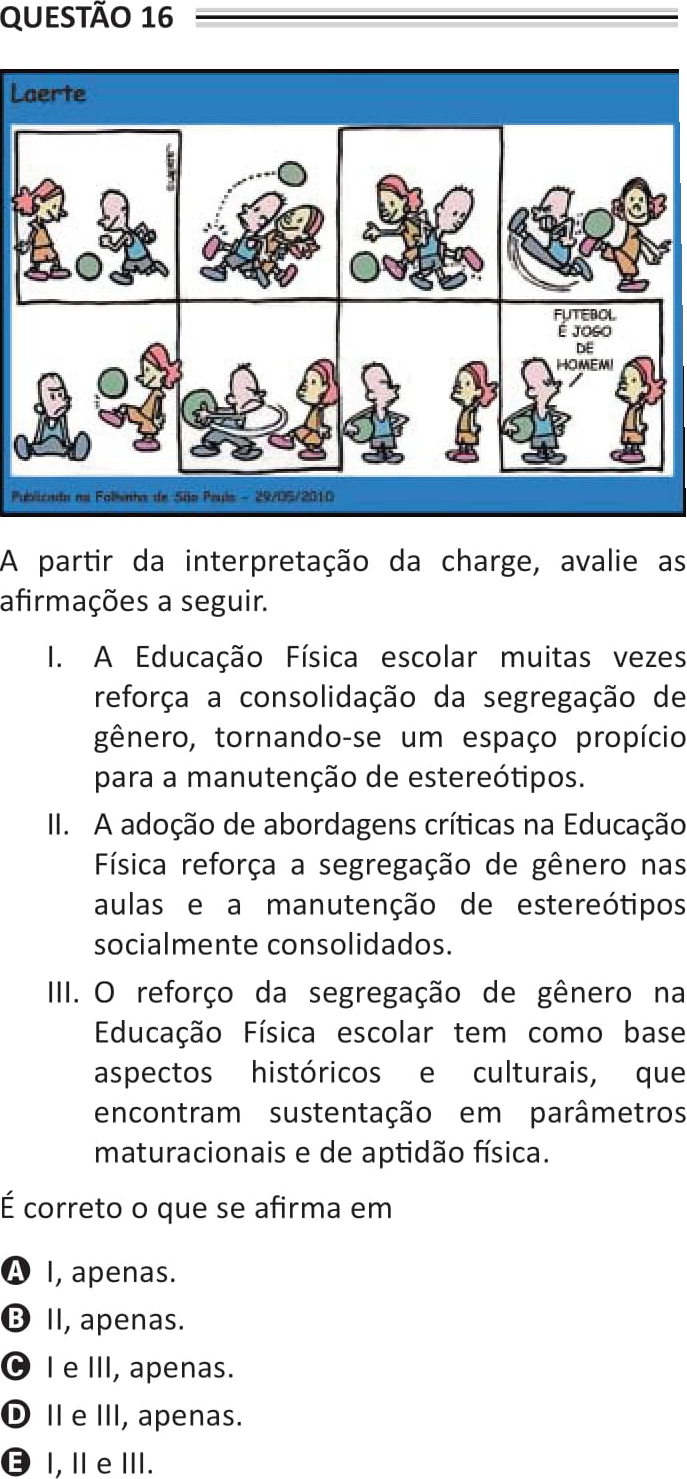 QUESTÃO 16
Laerte
FUTEBOL
É JOGO
DE
HOMEM!
Publicada na Folhinha de São Paulo - 29/05/2010
A partir da interpretação da charge, avalie as
afirmações a seguir.
I. A Educação Física escolar muitas vezes
reforça a consolidação da segregação de
gênero, tornando-se um espaço propício
para a manutenção de estereótipos.
II. A adoção de abordagens críticas na Educação
Física reforça a segregação de gênero nas
aulas e a manutenção de estereótipos
socialmente consolidados.
III. O reforço da segregação de gênero na
Educação Física escolar tem como base
aspectos históricos e culturais, que
encontram sustentação em parâmetros
maturacionais e de aptidão física.
É correto o que se afirma em
A I, apenas.
B II, apenas.
C I e III, apenas.
D II e III, apenas.
E I, II e III.